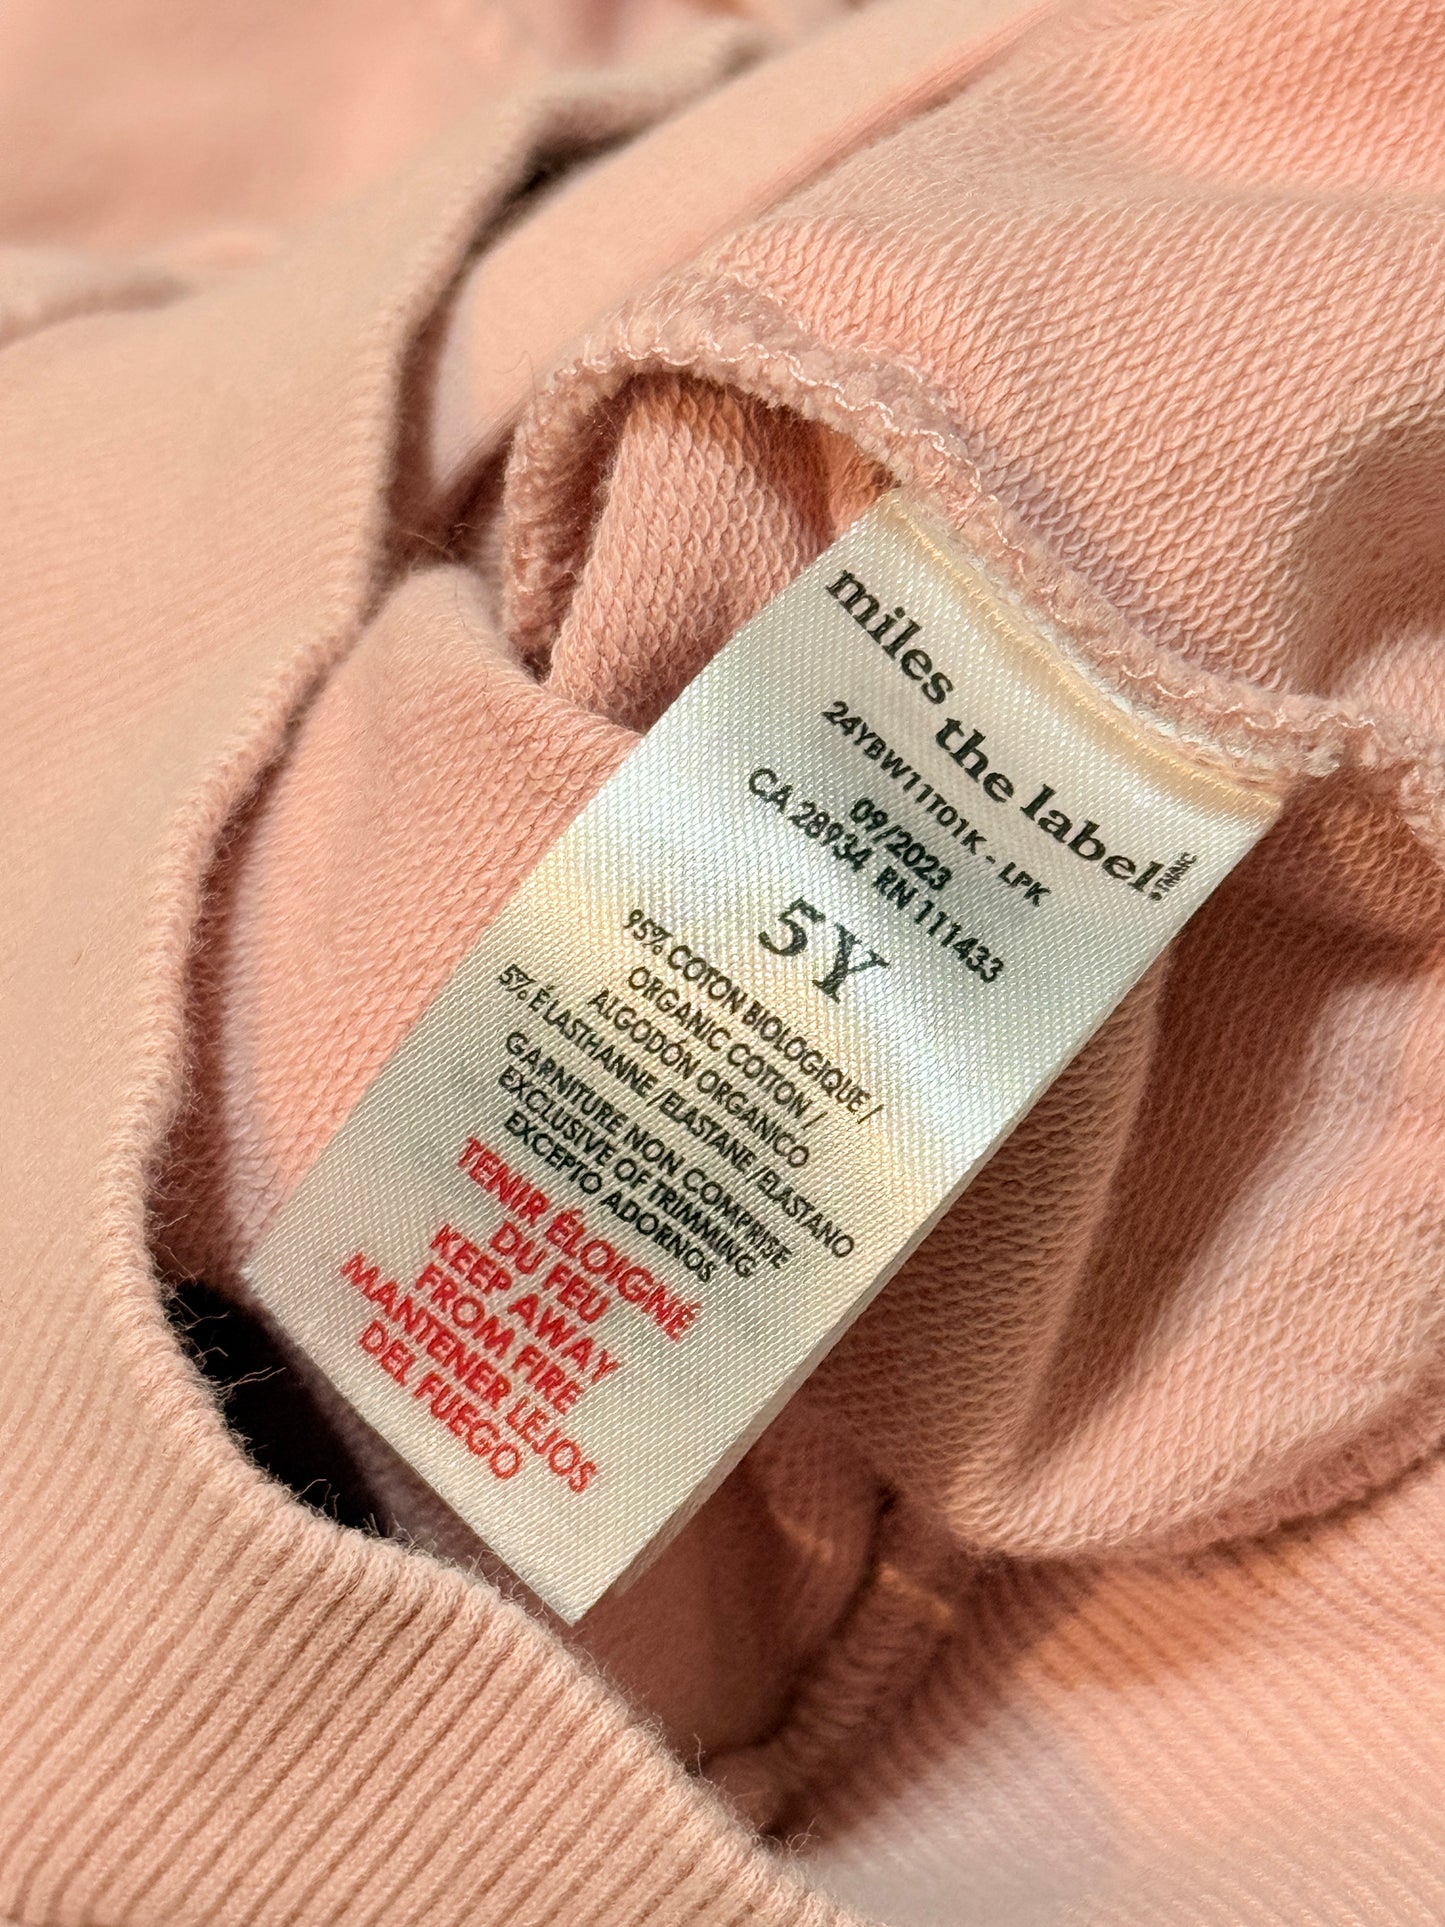 miles the label.
24YBW11T01K - LPK
09/2023
CA 28934 RN 111433
5Y
95% COTON BIOLOGIQUE /
ORGANIC COTTON /
ALGODÓN ORGANICO
5% ÉLASTHANNE /ELASTANE /ELASTANO
GARNITURE NON COMPRISE
EXCLUSIVE OF TRIMMING
EXCEPTO ADORNOS
TENIR ÉLOIGNÉ
DU FEU
KEEP AWAY
FROM FIRE
MANTENER LEJOS
DEL FUEGO